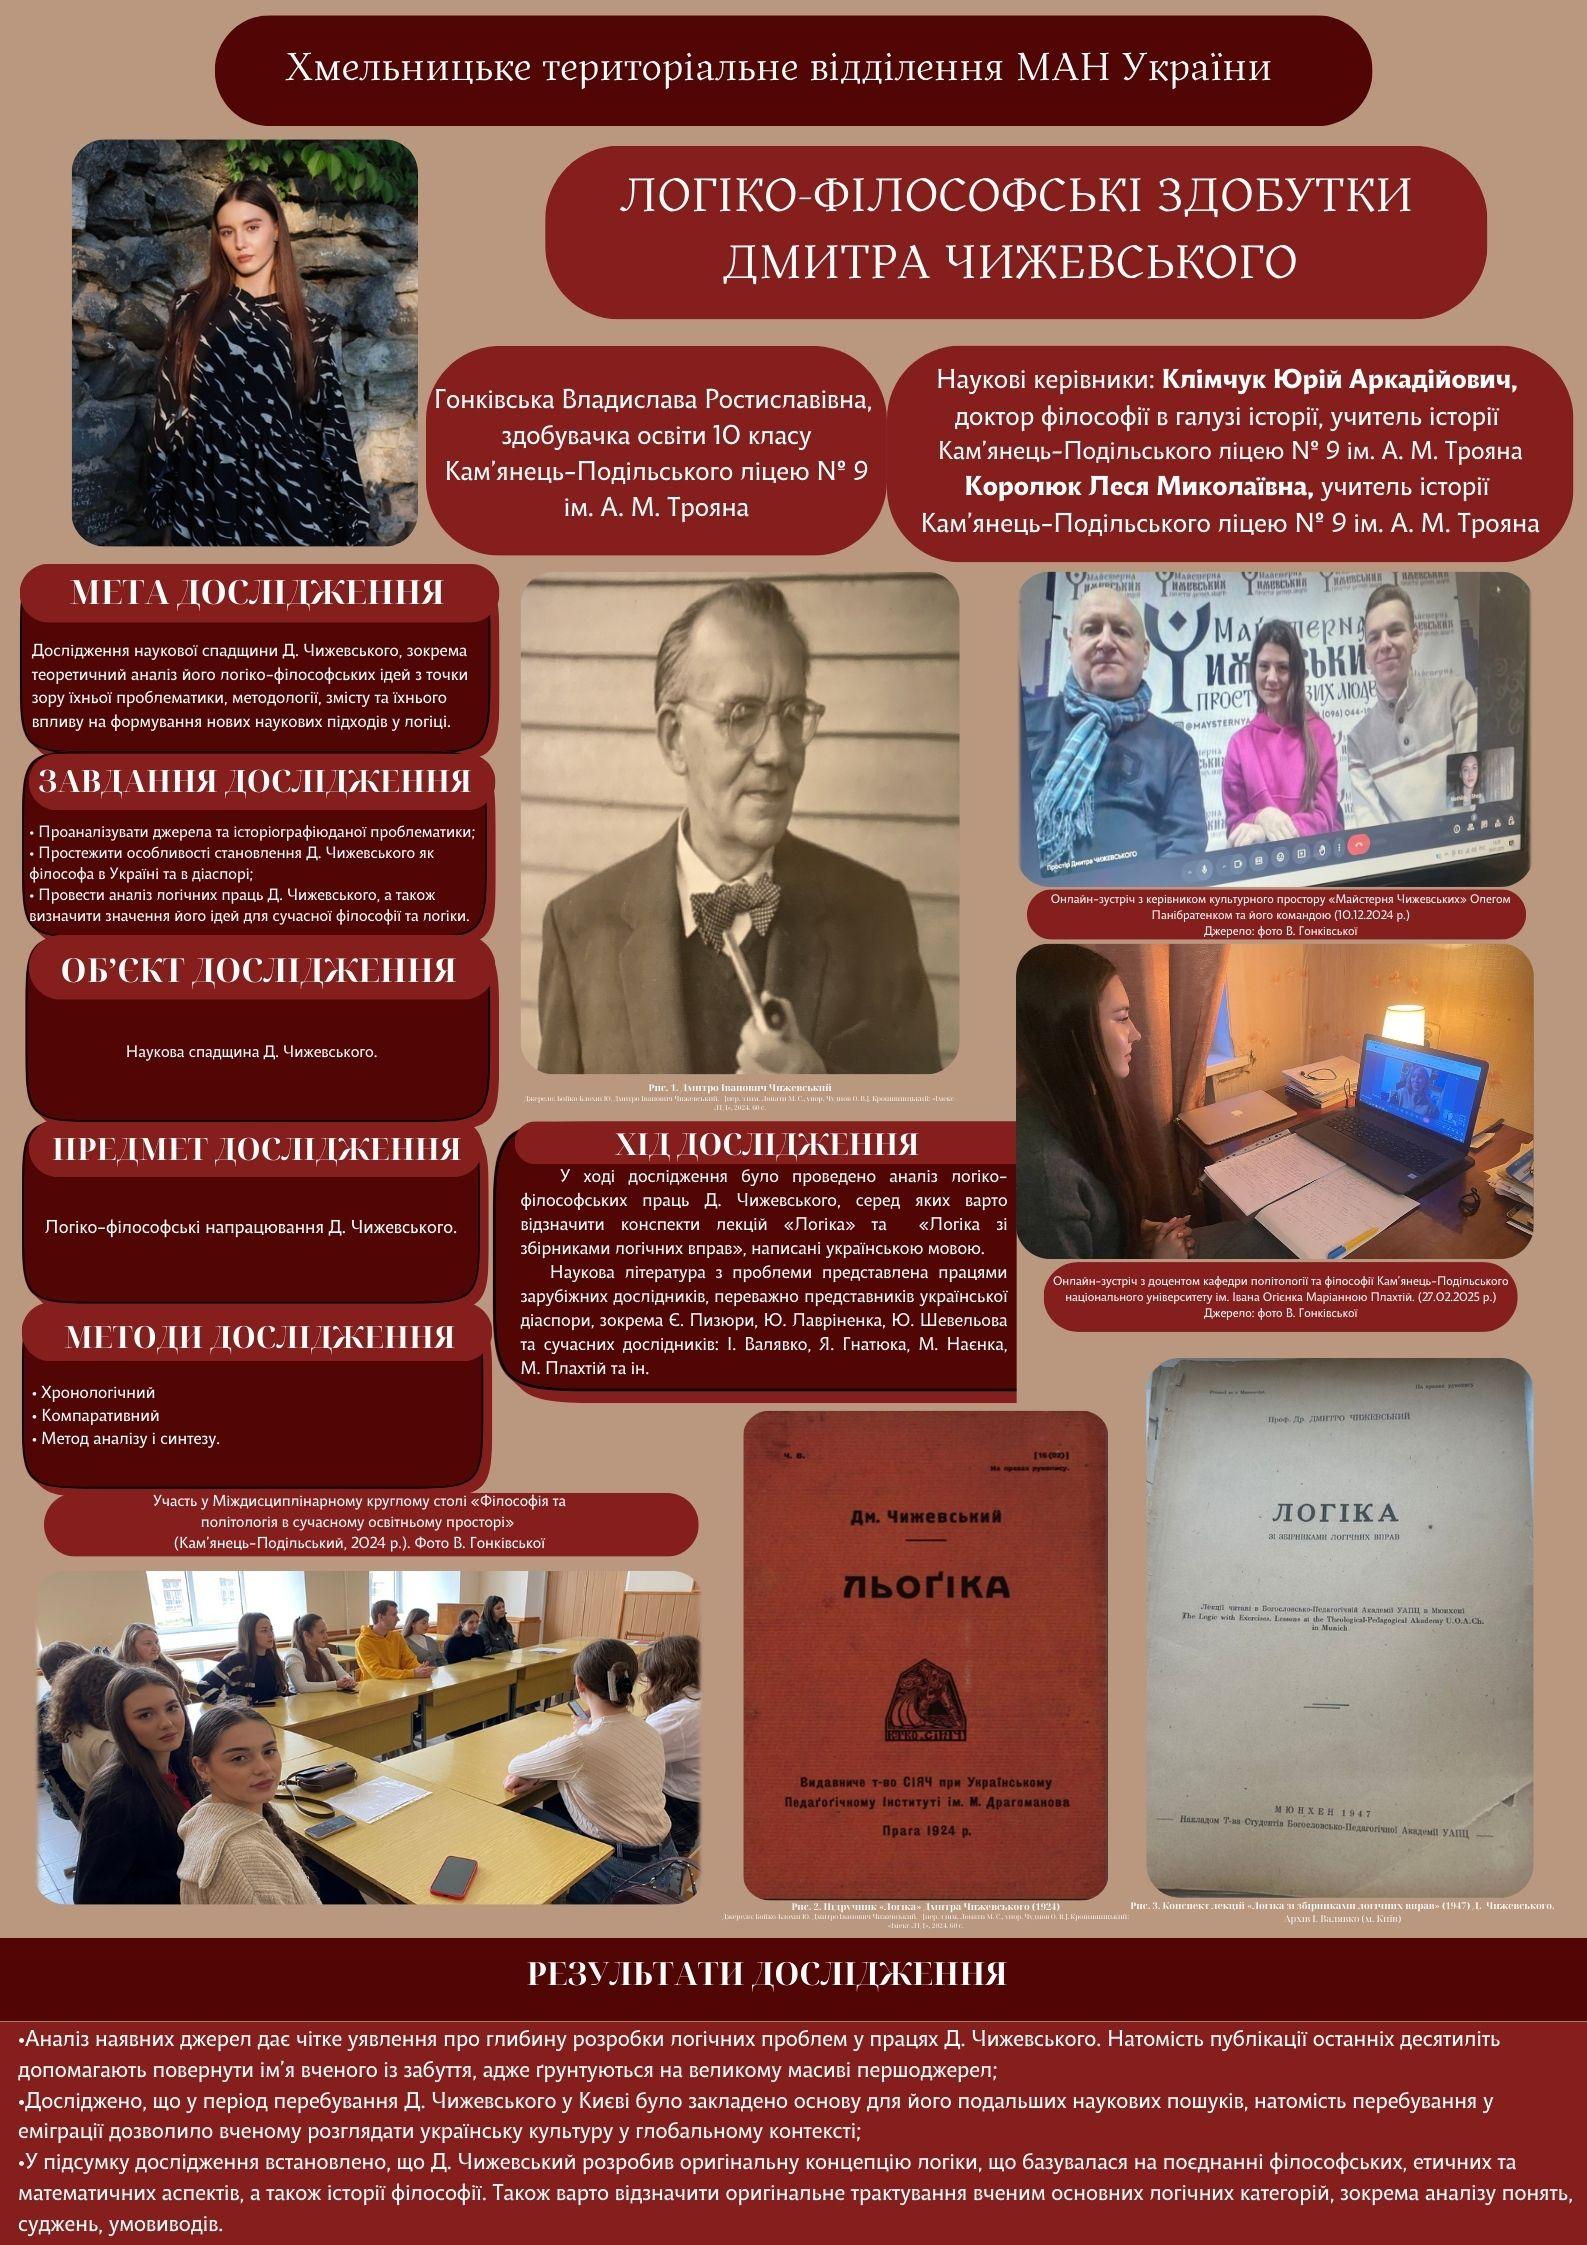 Хмельницьке територіальне відділення МАН України
ЛОГІКО-ФІЛОСОФСЬКІ ЗДОБУТКИ
ДМИТРА ЧИЖЕВСЬКОГО
Гонківська Владислава Ростиславівна,
здобувачка освіти 10 класу
Кам’янець-Подільського ліцею № 9
ім. А. М. Трояна
Наукові керівники: Клімчук Юрій Аркадійович,
доктор філософії в галузі історії, учитель історії
Кам’янець-Подільського ліцею № 9 ім. А. М. Трояна
Королюк Леся Миколаївна, учитель історії
Кам’янець-Подільського ліцею № 9 ім. А. М. Трояна
МЕТА ДОСЛІДЖЕННЯ
Дослідження наукової спадщини Д. Чижевського, зокрема
теоретичний аналіз його логіко-філософських ідей з точки
зору їхньої проблематики, методології, змісту та їхнього
впливу на формування нових наукових підходів у логіці.
ЗАВДАННЯ ДОСЛІДЖЕННЯ
• Проаналізувати джерела та історіографіюданої проблематики;
• Простежити особливості становлення Д. Чижевського як
філософа в Україні та в діаспорі;
• Провести аналіз логічних праць Д. Чижевського, а також
визначити значення його ідей для сучасної філософії та логіки.
ОБ’ЄКТ ДОСЛІДЖЕННЯ
Наукова спадщина Д. Чижевського.
ПРЕДМЕТ ДОСЛІДЖЕННЯ
Логіко-філософські напрацювання Д. Чижевського.
МЕТОДИ ДОСЛІДЖЕННЯ
• Хронологічний
• Компаративний
• Метод аналізу і синтезу.
Участь у Міждисциплінарному круглому столі «Філософія та
політологія в сучасному освітньому просторі»
(Кам’янець-Подільський, 2024 р.). Фото В. Гонківської
Рис. 1. Дмитро Іванович Чижевський
ХІД ДОСЛІДЖЕННЯ
У ході дослідження було проведено аналіз логіко-
філософських праць Д. Чижевського, серед яких варто
відзначити конспекти лекцій «Логіка» та «Логіка зі
збірниками логічних вправ», написані українською мовою.
Наукова література з проблеми представлена працями
зарубіжних дослідників, переважно представників української
діаспори, зокрема Є. Пизюри, Ю. Лавріненка, Ю. Шевельова
та сучасних дослідників: І. Валявко, Я. Гнатюка, М. Наєнка,
М. Плахтій та ін.
Майстерня
@MAYSTERNYA
(096) 044-1
Простір Дмитра ЧИЖЕВСЬКОГО
Онлайн-зустріч з керівником культурного простору «Майстерня Чижевських» Олегом
Панібратенком та його командою (10.12.2024 р.)
Джерело: фото В. Гонківської
Онлайн-зустріч з доцентом кафедри політології та філософії Кам’янець-Подільського
національного університету ім. Івана Огієнка Маріанною Плахтій. (27.02.2025 р.)
Джерело: фото В. Гонківської
Ч. 8.
[16(02)]
На правах рукопису.
Дм. Чижевський
ЛЬОҐІКА
Видавниче т-во СІЯЧ при Українському
Педаґоґічному Інституті ім. М. Драгоманова
Прага 1924 р.
Рис. 2. Підручник «Логіка» Дмитра Чижевського (1924)
Printed as a Manuscript
На правах рукопису
Проф. Др. ДМИТРО ЧИЖЕВСЬКИЙ
ЛОГІКА
ЗІ ЗБІРНИКАМИ ЛОГІЧНИХ ВПРАВ
Лекції читані в Богословсько-Педагогічній Академії УАПЦ в Мюнхені
The Logic with Exercises. Lessons at the Theological-Pedagogical Akademy U.O.A.Ch.
in Munich
МЮНХЕН 1947
Накладом Т-ва Студентів Богословсько-Педагогічної Академії УАПЦ
Рис. 3. Конспект лекцій «Логіка зі збірниками логічних вправ» (1947) Д. Чижевського.
Архів І. Валявко (м. Київ)
РЕЗУЛЬТАТИ ДОСЛІДЖЕННЯ
•Аналіз наявних джерел дає чітке уявлення про глибину розробки логічних проблем у працях Д. Чижевського. Натомість публікації останніх десятиліть
допомагають повернути ім’я вченого із забуття, адже ґрунтуються на великому масиві першоджерел;
•Досліджено, що у період перебування Д. Чижевського у Києві було закладено основу для його подальших наукових пошуків, натомість перебування у
еміграції дозволило вченому розглядати українську культуру у глобальному контексті;
•У підсумку дослідження встановлено, що Д. Чижевський розробив оригінальну концепцію логіки, що базувалася на поєднанні філософських, етичних та
математичних аспектів, а також історії філософії. Також варто відзначити оригінальне трактування вченим основних логічних категорій, зокрема аналізу понять,
суджень, умовиводів.